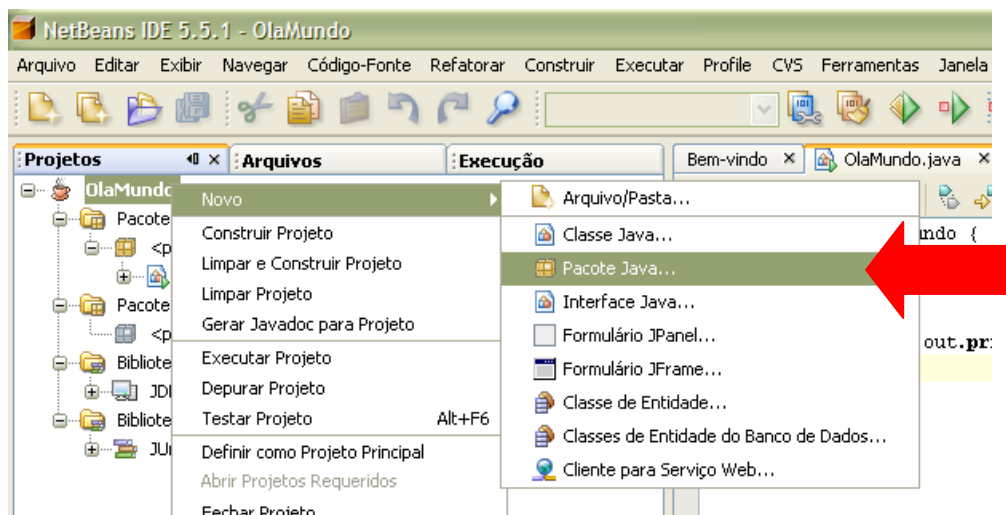 NetBeans IDE 5.5.1 - OlaMundo
Arquivo Editar Exibir Navegar Código-Fonte Refatorar Construir Executar Profile CVS Ferramentas Janela
Projetos Arquivos Execução Bem-vindo OlaMundo.java
OlaMundo
Pacote
<p
Pacote
<p
Bibliote
Bibliote
Novo
Construir Projeto
Limpar e Construir Projeto
Limpar Projeto
Gerar Javadoc para Projeto
Executar Projeto
Depurar Projeto
Testar Projeto Alt+F6
Definir como Projeto Principal
Abrir Projetos Requeridos
Fechar Projeto
Arquivo/Pasta...
Classe Java...
Pacote Java...
Interface Java...
Formulário JPanel...
Formulário JFrame...
Classe de Entidade...
Classes de Entidade do Banco de Dados...
Cliente para Serviço Web...
ndo {
out.pri